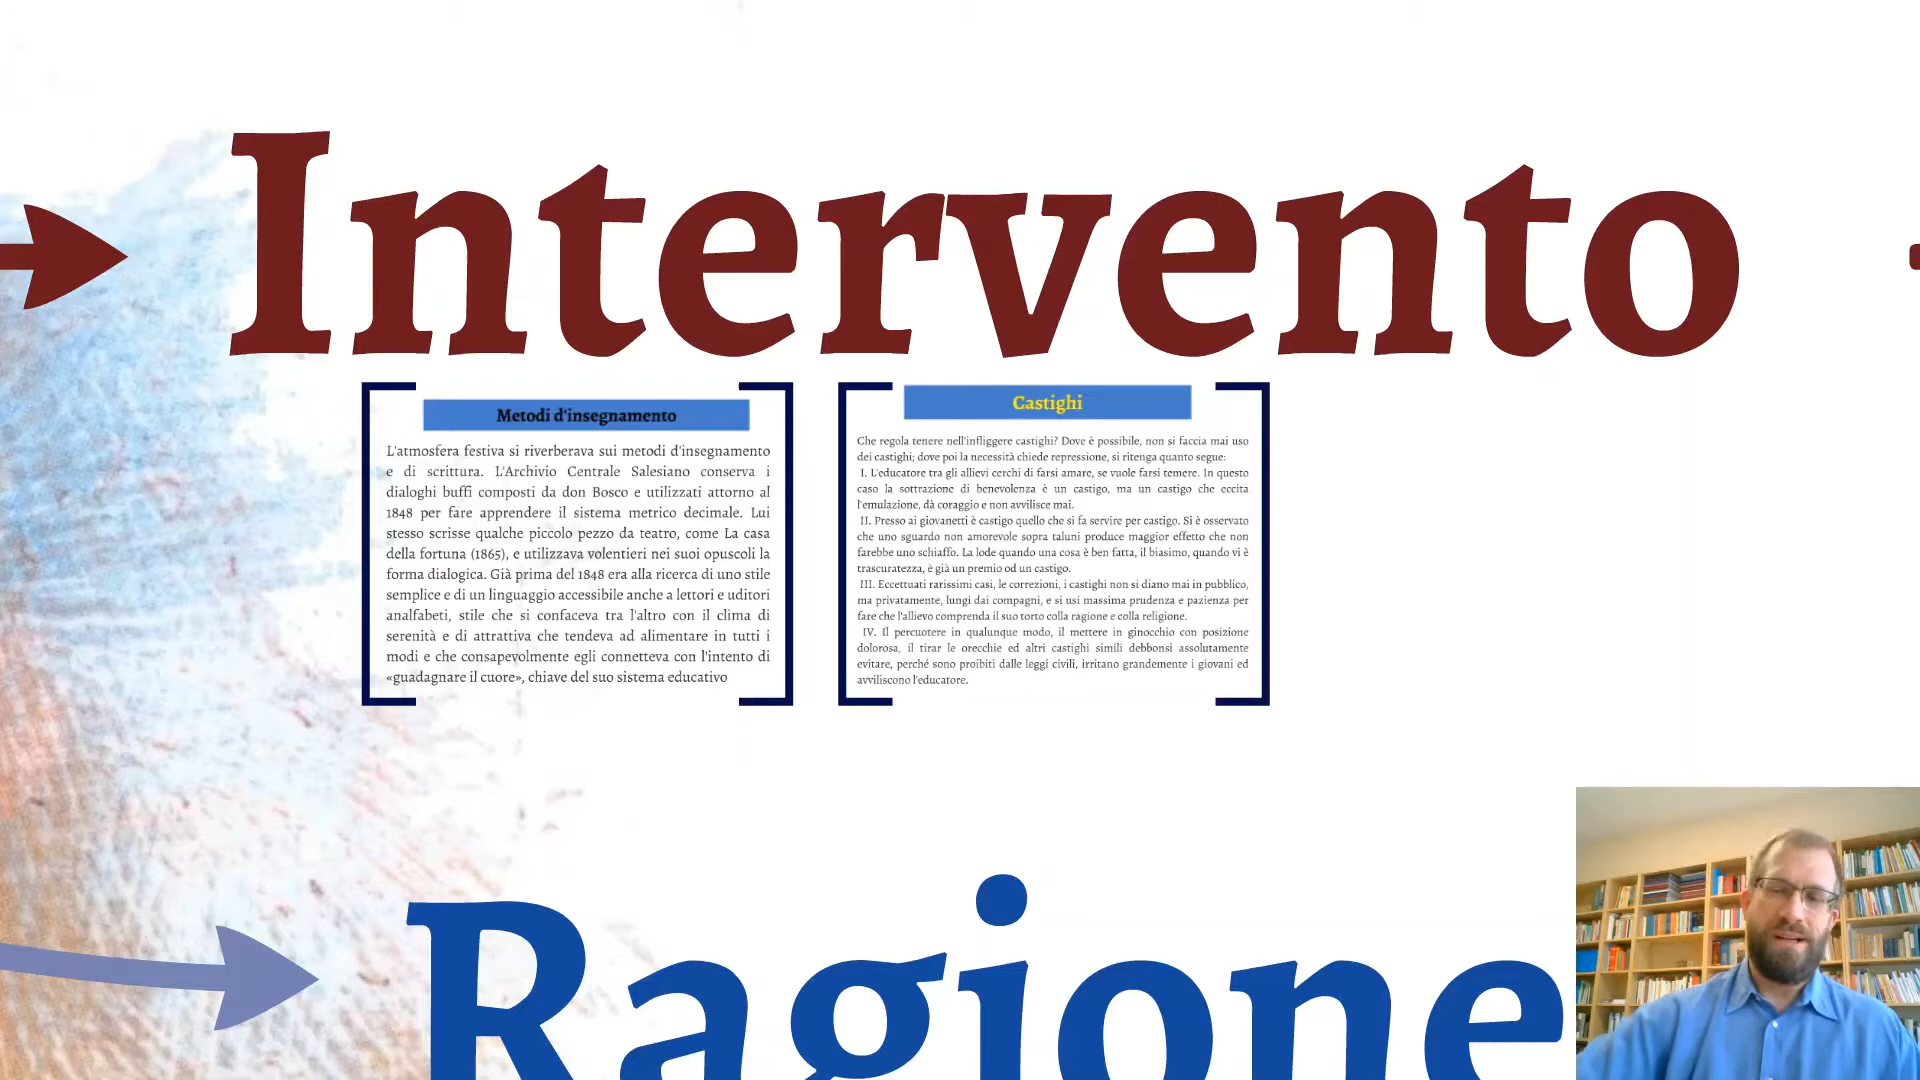 Intervento
Metodi d'insegnamento
L'atmosfera festiva si riverberava sui metodi d'insegnamento
e di scrittura. L'Archivio Centrale Salesiano conserva i
dialoghi buffi composti da don Bosco e utilizzati attorno al
1848 per fare apprendere il sistema metrico decimale. Lui
stesso scrisse qualche piccolo pezzo da teatro, come La casa
della fortuna (1865), e utilizzava volentieri nei suoi opuscoli la
forma dialogica. Già prima del 1848 era alla ricerca di uno stile
semplice e di un linguaggio accessibile anche a lettori e uditori
analfabeti, stile che si confaceva tra l'altro con il clima di
serenità e di attrattiva che tendeva ad alimentare in tutti i
modi e che consapevolmente egli connetteva con l'intento di
«guadagnare il cuore», chiave del suo sistema educativo
Castighi
Che regola tenere nell'infliggere castighi? Dove è possibile, non si faccia mai uso
dei castighi; dove poi la necessità chiede repressione, si ritenga quanto segue:
I. L'educatore tra gli allievi cerchi di farsi amare, se vuole farsi temere. In questo
caso la sottrazione di benevolenza è un castigo, ma un castigo che eccita
l'emulazione, dà coraggio e non avvilisce mai.
II. Presso ai giovanetti è castigo quello che si fa servire per castigo. Si è osservato
che uno sguardo non amorevole sopra taluni produce maggior effetto che non
farebbe uno schiaffo. La lode quando una cosa è ben fatta, il biasimo, quando vi è
trascuratezza, è già un premio od un castigo.
III. Eccettuati rarissimi casi, le correzioni, i castighi non si diano mai in pubblico,
ma privatamente, lungi dai compagni, e si usi massima prudenza e pazienza per
fare che l'allievo comprenda il suo torto colla ragione e colla religione.
IV. Il percuotere in qualunque modo, il mettere in ginocchio con posizione
dolorosa, il tirar le orecchie ed altri castighi simili debbonsi assolutamente
evitare, perché sono proibiti dalle leggi civili, irritano grandemente i giovani ed
avviliscono l'educatore.
Ragione